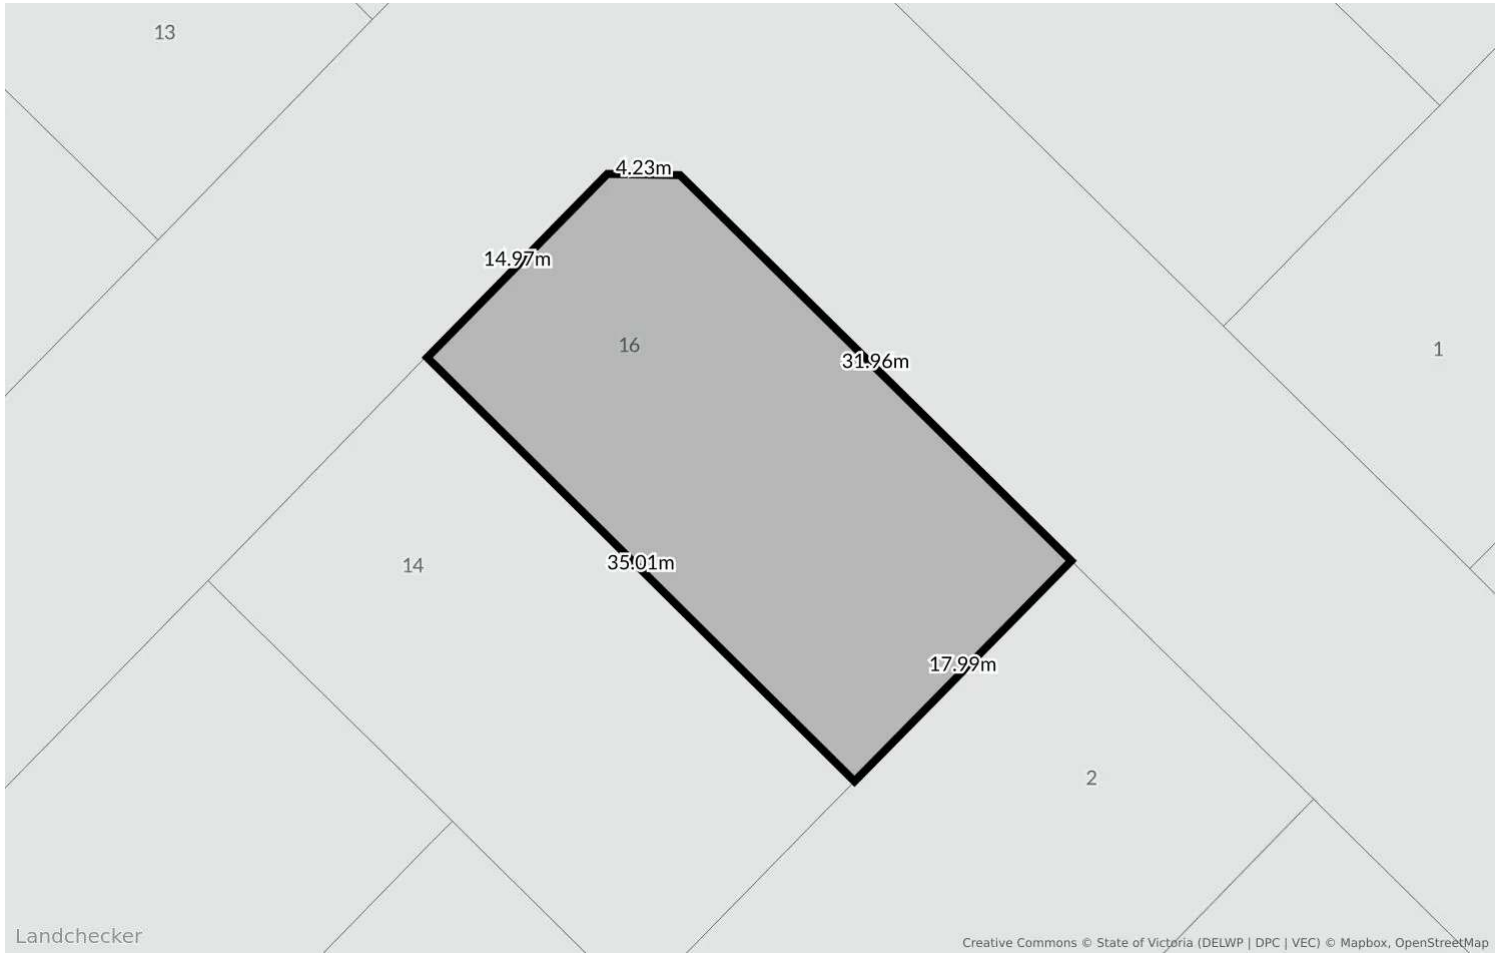 13
4.23m
14.97m
16
1
31.96m
35.01m
14
17.99m
2
Landchecker
Creative Commons © State of Victoria (DELWP | DPC | VEC) © Mapbox, OpenStreetMap